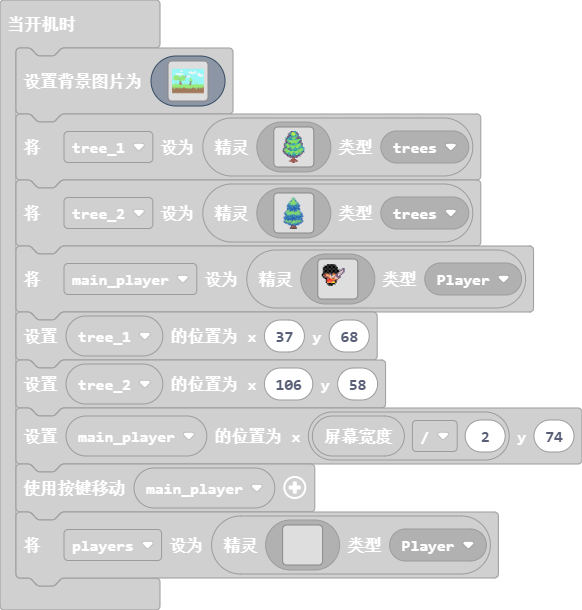 当开机时
设置背景图片为
将 tree_1 设为 精灵 类型 trees
将 tree_2 设为 精灵 类型 trees
将 main_player 设为 精灵 类型 Player
设置 tree_1 的位置为 x 37 y 68
设置 tree_2 的位置为 x 106 y 58
设置 main_player 的位置为 x 屏幕宽度 / 2 y 74
使用按键移动 main_player
将 players 设为 精灵 类型 Player